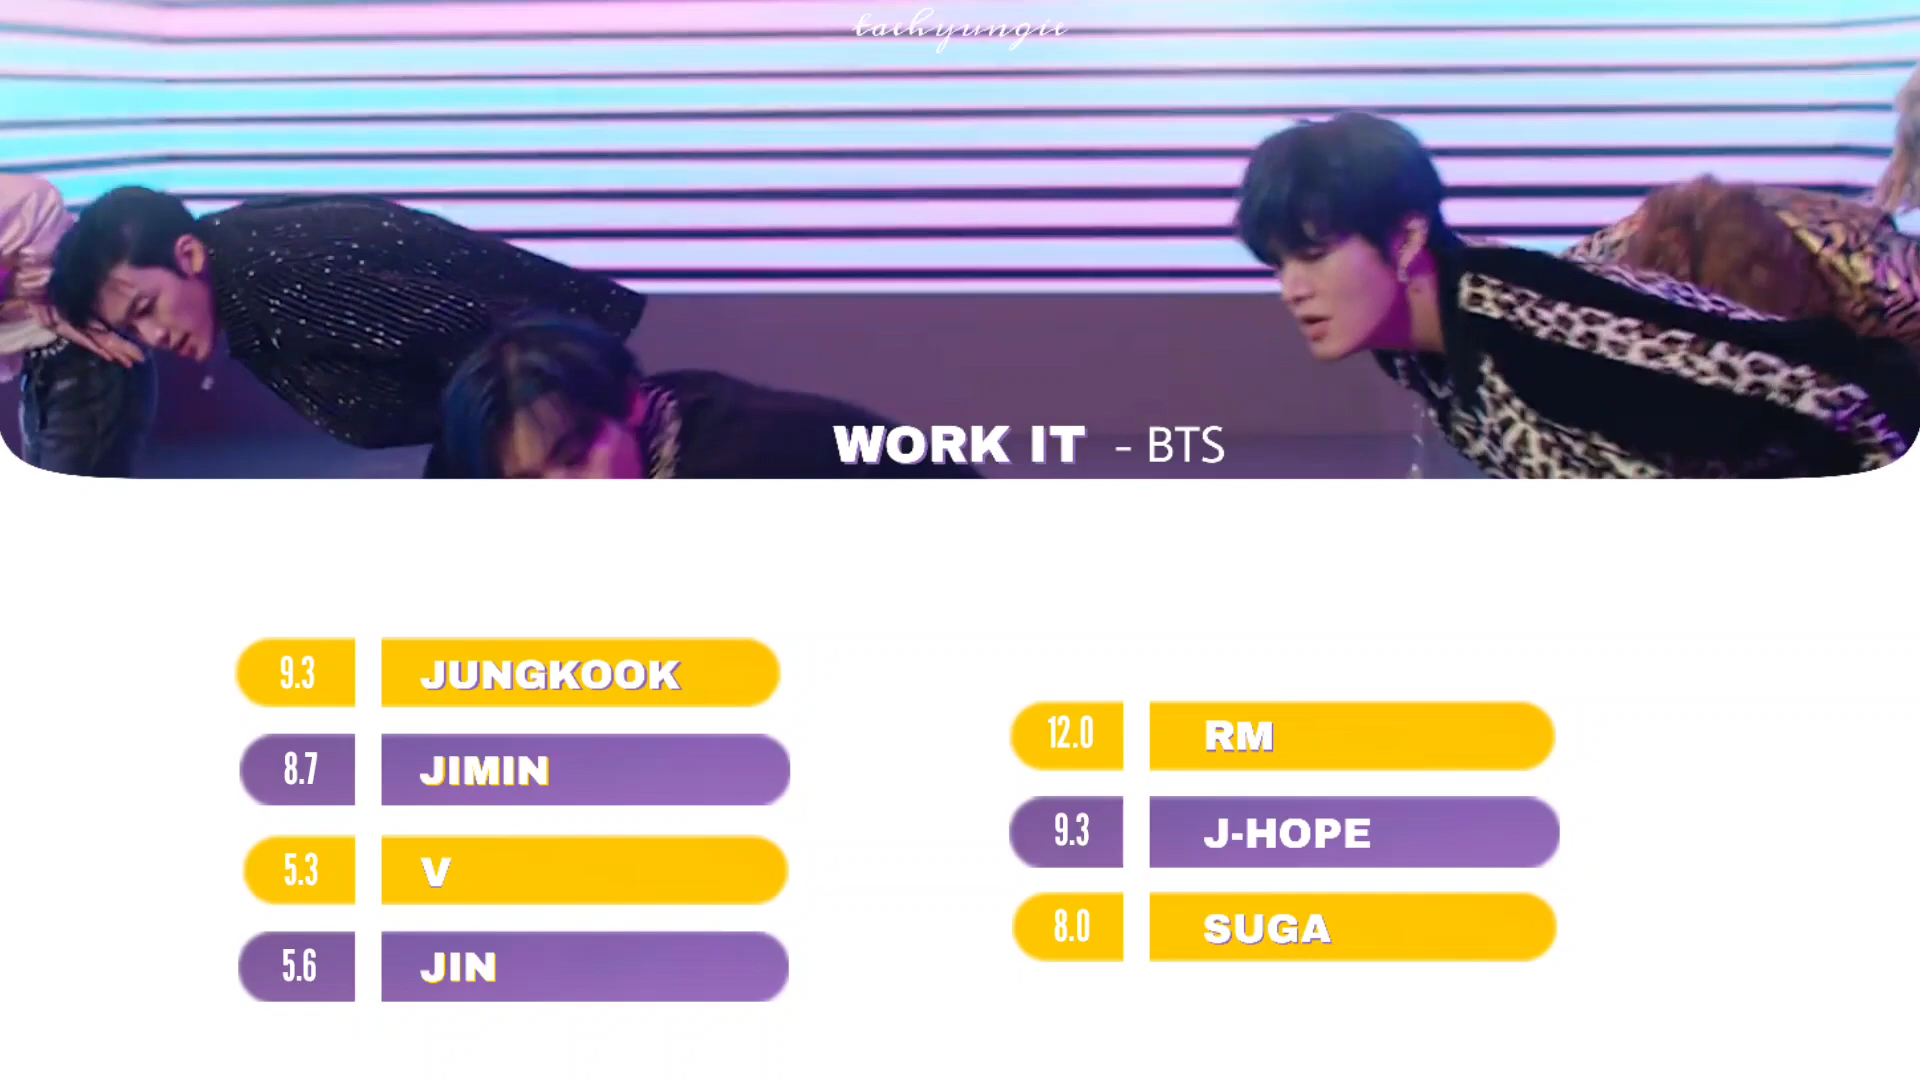 taehyungie
WORK IT - BTS
9.3 JUNGKOOK
8.7 JIMIN
5.3 V
5.6 JIN
12.0 RM
9.3 J-HOPE
8.0 SUGA